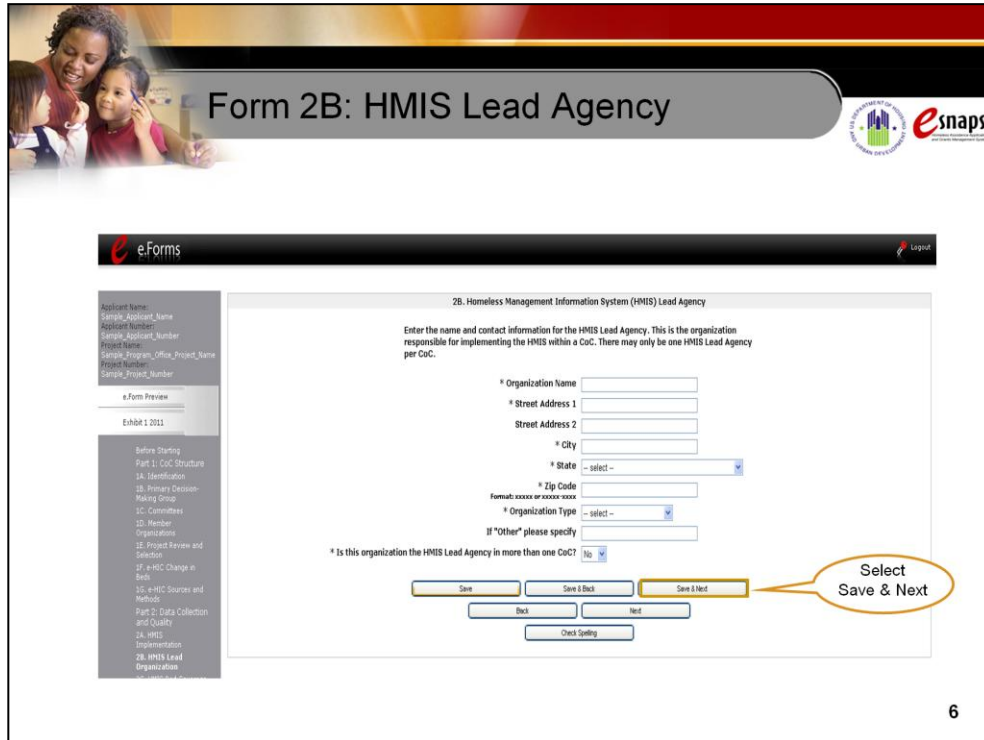 Form 2B: HMIS Lead Agency
esnaps
e e.Forms
Logout
Applicant Name:
Sample_Applicant_Name
Applicant Number:
Sample_Applicant_Number
Project Name:
Sample_Program_Office_Project_Name
Project Number:
Sample_Project_Number
e.Form Preview
Exhibit 1 2011
Before Starting
Part 1: CoC Structure
1A. Identification
1B. Primary Decision-
Making Group
1C. Committees
1D. Member
Organizations
1E. Project Review and
Selection
1F. e-HIC Change in
Beds
1G. e-HIC Sources and
Methods
Part 2: Data Collection
and Quality
2A. HMIS
Implementation
2B. HMIS Lead
Organization
2B. Homeless Management Information System (HMIS) Lead Agency
Enter the name and contact information for the HMIS Lead Agency. This is the organization
responsible for implementing the HMIS within a CoC. There may only be one HMIS Lead Agency
per CoC.
* Organization Name
* Street Address 1
Street Address 2
* City
* State -- select --
* Zip Code
Format: xxxxx or xxxxx-xxxx
* Organization Type -- select --
If "Other" please specify
* Is this organization the HMIS Lead Agency in more than one CoC? No
Save Save & Back Save & Next
Back Next
Check Spelling
Select
Save & Next
6